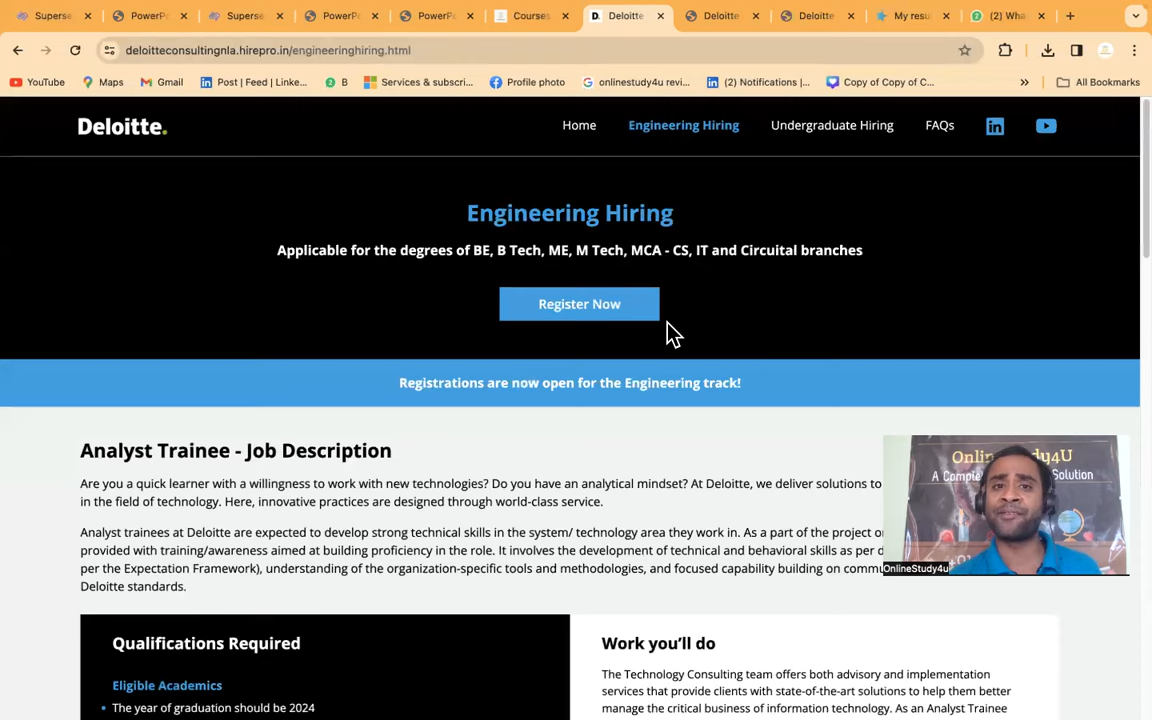 Superse
PowerPo
Superse
PowerP
PowerP
Courses
Deloitte
Deloitte
Deloitte
My resu
(2) Wha
deloitteconsultingnla.hirepro.in/engineeringhiring.html
YouTube
Maps
Gmail
Post | Feed | Linke...
B
Services & subscri...
Profile photo
onlinestudy4u revi...
(2) Notifications |...
Copy of Copy of C...
»
All Bookmarks
Deloitte.
Home
Engineering Hiring
Undergraduate Hiring
FAQs
Engineering Hiring
Applicable for the degrees of BE, B Tech, ME, M Tech, MCA - CS, IT and Circuital branches
Register Now
Registrations are now open for the Engineering track!
Analyst Trainee - Job Description
Are you a quick learner with a willingness to work with new technologies? Do you have an analytical mindset? At Deloitte, we deliver solutions to
in the field of technology. Here, innovative practices are designed through world-class service.
Analyst trainees at Deloitte are expected to develop strong technical skills in the system/ technology area they work in. As a part of the project or
provided with training/awareness aimed at building proficiency in the role. It involves the development of technical and behavioral skills as per d
per the Expectation Framework), understanding of the organization-specific tools and methodologies, and focused capability building on commu
Deloitte standards.
OnlineStudy4u
Qualifications Required
Eligible Academics
The year of graduation should be 2024
Work you'll do
The Technology Consulting team offers both advisory and implementation
services that provide clients with state-of-the-art solutions to help them better
manage the critical business of information technology. As an Analyst Trainee